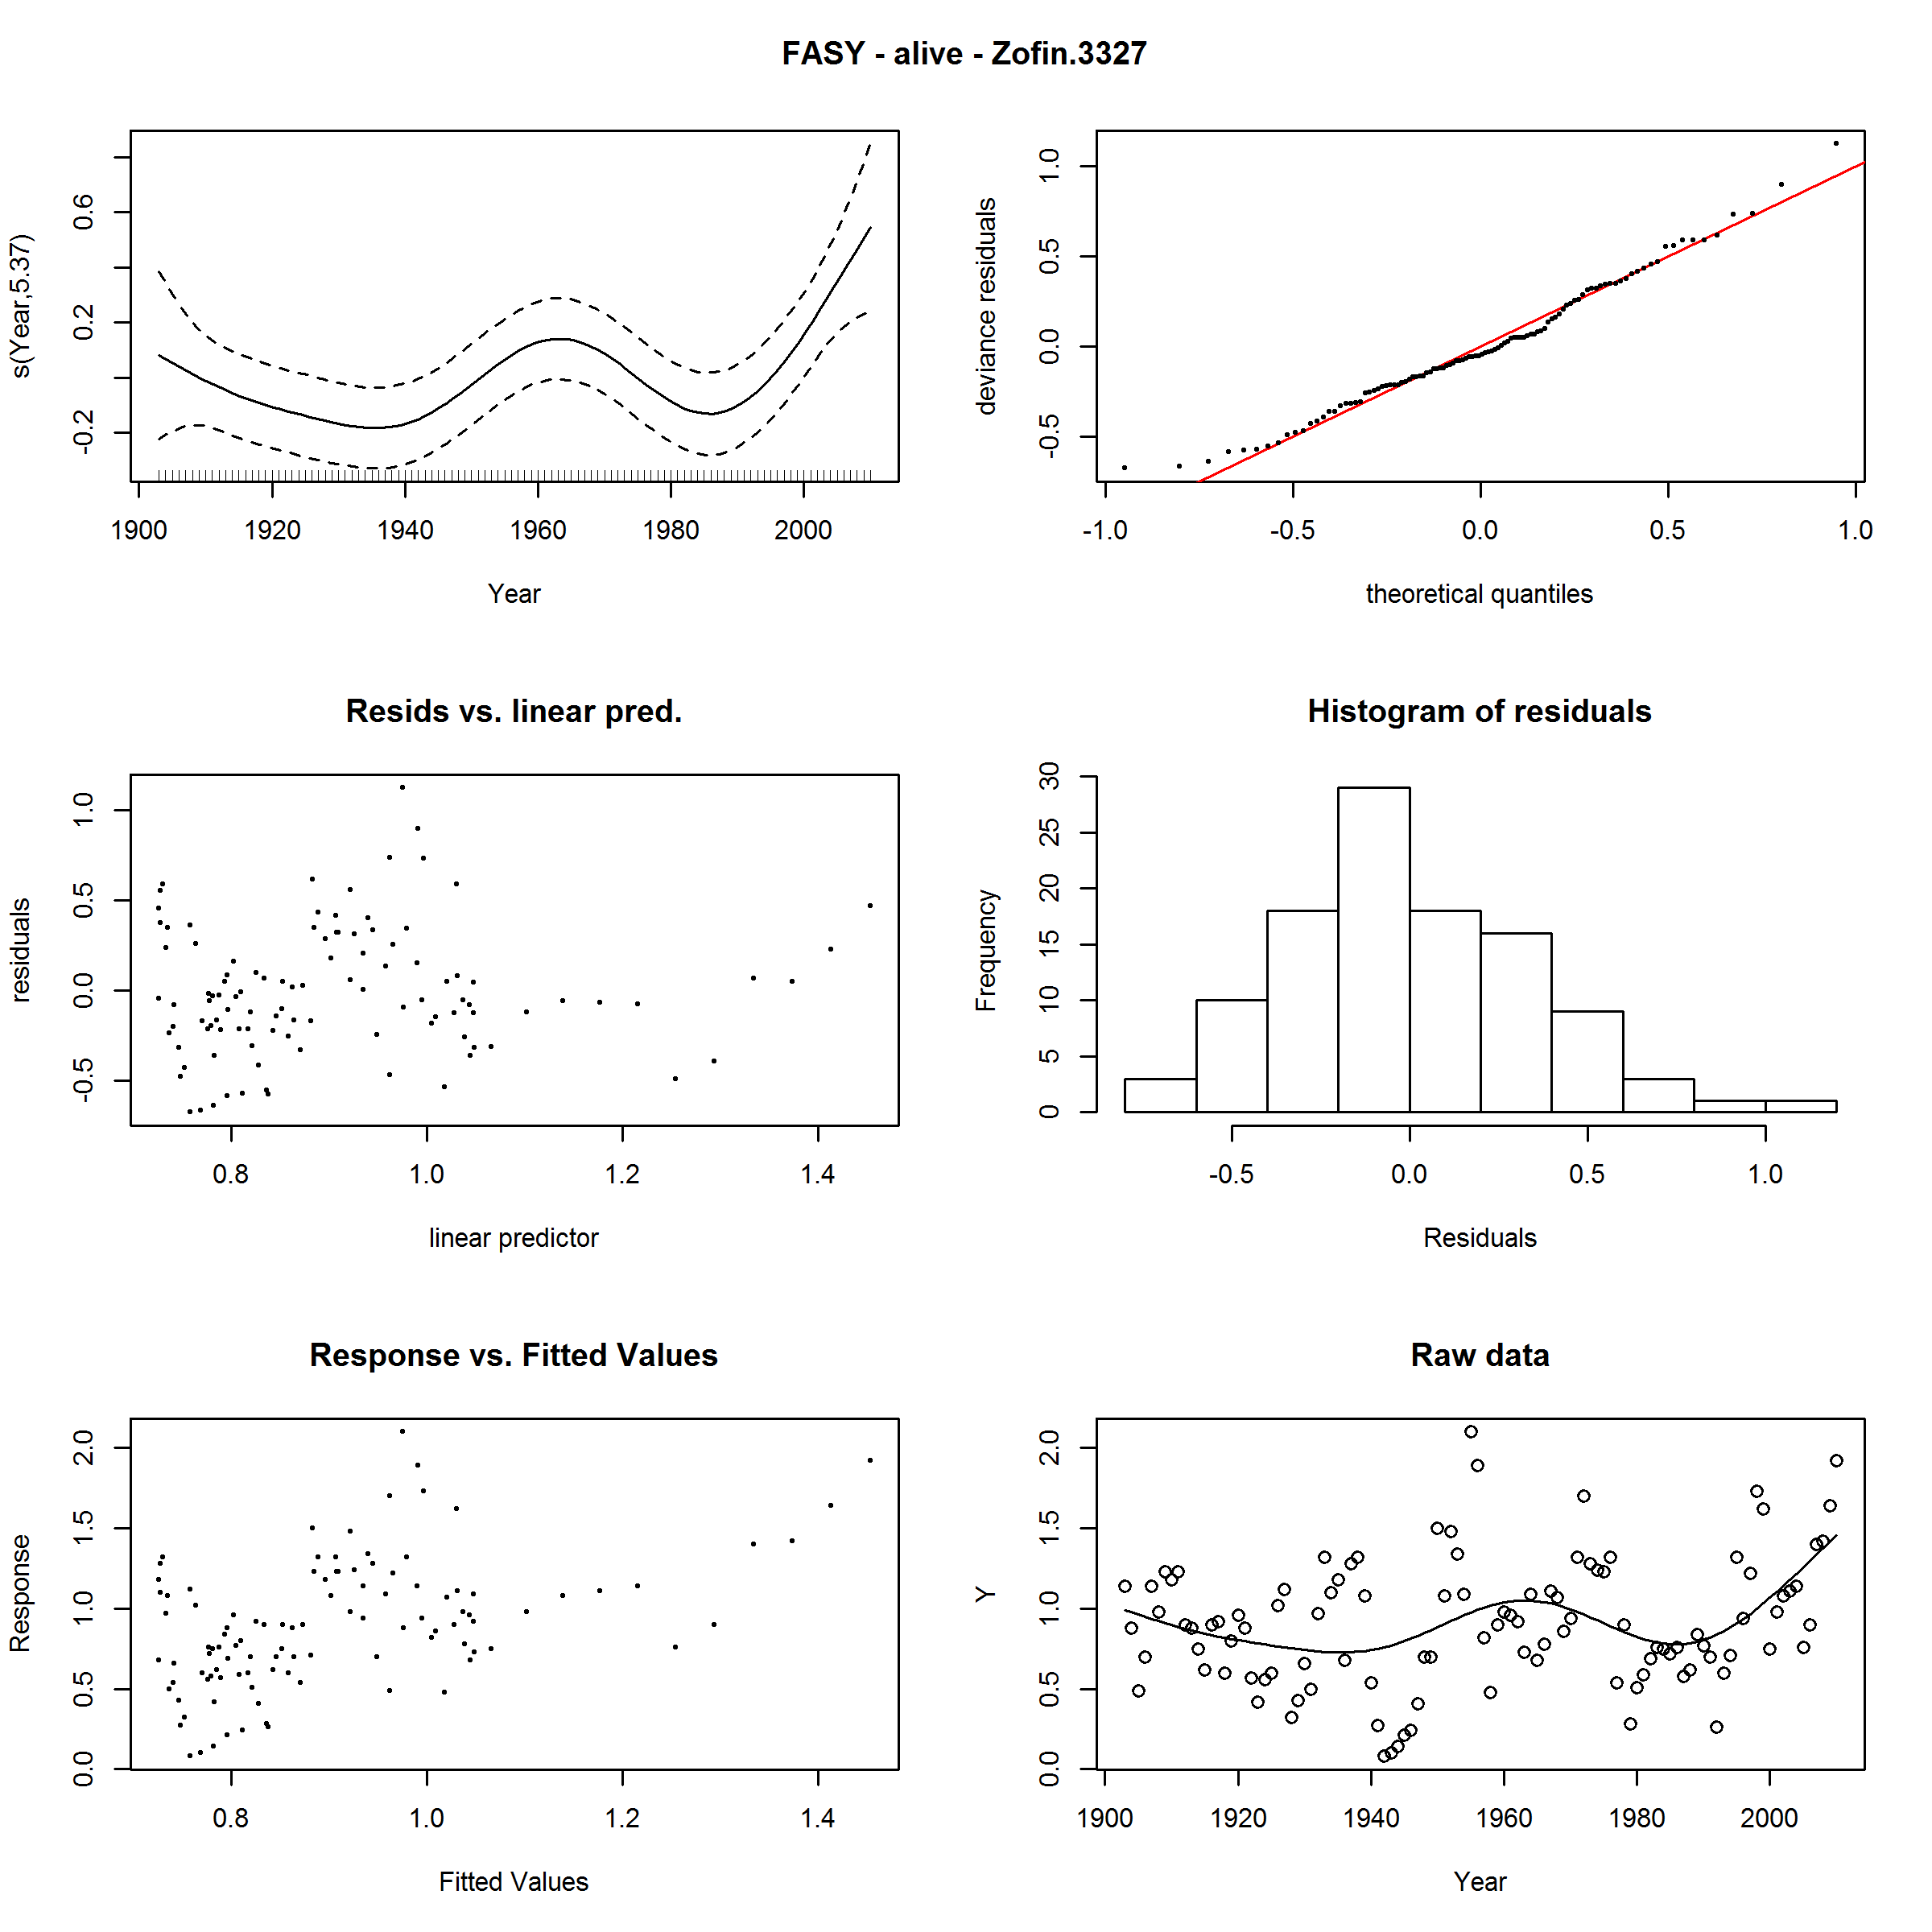 FASY - alive - Zofin.3327
s(Year,5.37)
-0.2 0.2 0.6
1900 1920 1940 1960 1980 2000
Year
deviance residuals
-0.5 0.0 0.5 1.0
-1.0 -0.5 0.0 0.5 1.0
theoretical quantiles
Resids vs. linear pred.
residuals
-0.5 0.0 0.5 1.0
0.8 1.0 1.2 1.4
linear predictor
Histogram of residuals
Frequency
0 5 10 15 20 25 30
-0.5 0.0 0.5 1.0
Residuals
Response vs. Fitted Values
Response
0.0 0.5 1.0 1.5 2.0
0.8 1.0 1.2 1.4
Fitted Values
Raw data
Y
0.0 0.5 1.0 1.5 2.0
1900 1920 1940 1960 1980 2000
Year